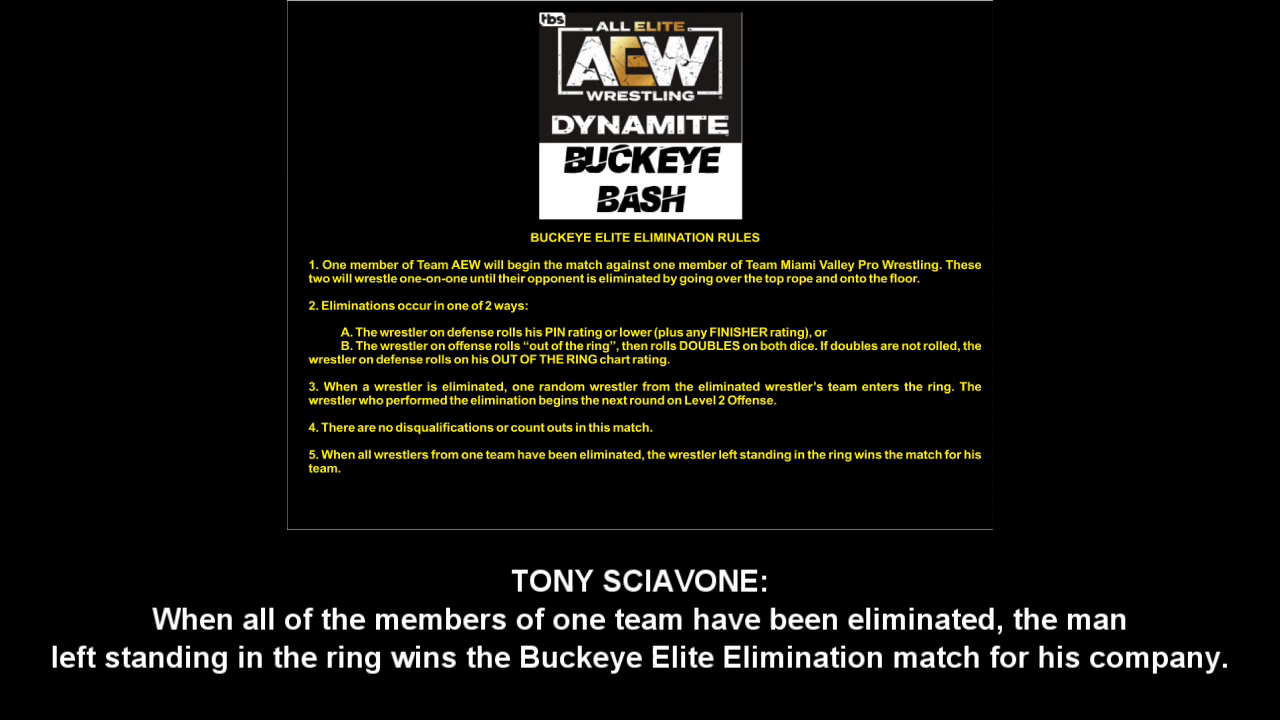 tbs
ALL ELITE
AEW
WRESTLING
DYNAMITE
BUCKEYE
BASH
BUCKEYE ELITE ELIMINATION RULES
1. One member of Team AEW will begin the match against one member of Team Miami Valley Pro Wrestling. These
two will wrestle one-on-one until their opponent is eliminated by going over the top rope and onto the floor.
2. Eliminations occur in one of 2 ways:
A. The wrestler on defense rolls his PIN rating or lower (plus any FINISHER rating), or
B. The wrestler on offense rolls “out of the ring”, then rolls DOUBLES on both dice. If doubles are not rolled, the
wrestler on defense rolls on his OUT OF THE RING chart rating.
3. When a wrestler is eliminated, one random wrestler from the eliminated wrestler’s team enters the ring. The
wrestler who performed the elimination begins the next round on Level 2 Offense.
4. There are no disqualifications or count outs in this match.
5. When all wrestlers from one team have been eliminated, the wrestler left standing in the ring wins the match for his
team.
TONY SCIAVONE:
When all of the members of one team have been eliminated, the man
left standing in the ring wins the Buckeye Elite Elimination match for his company.